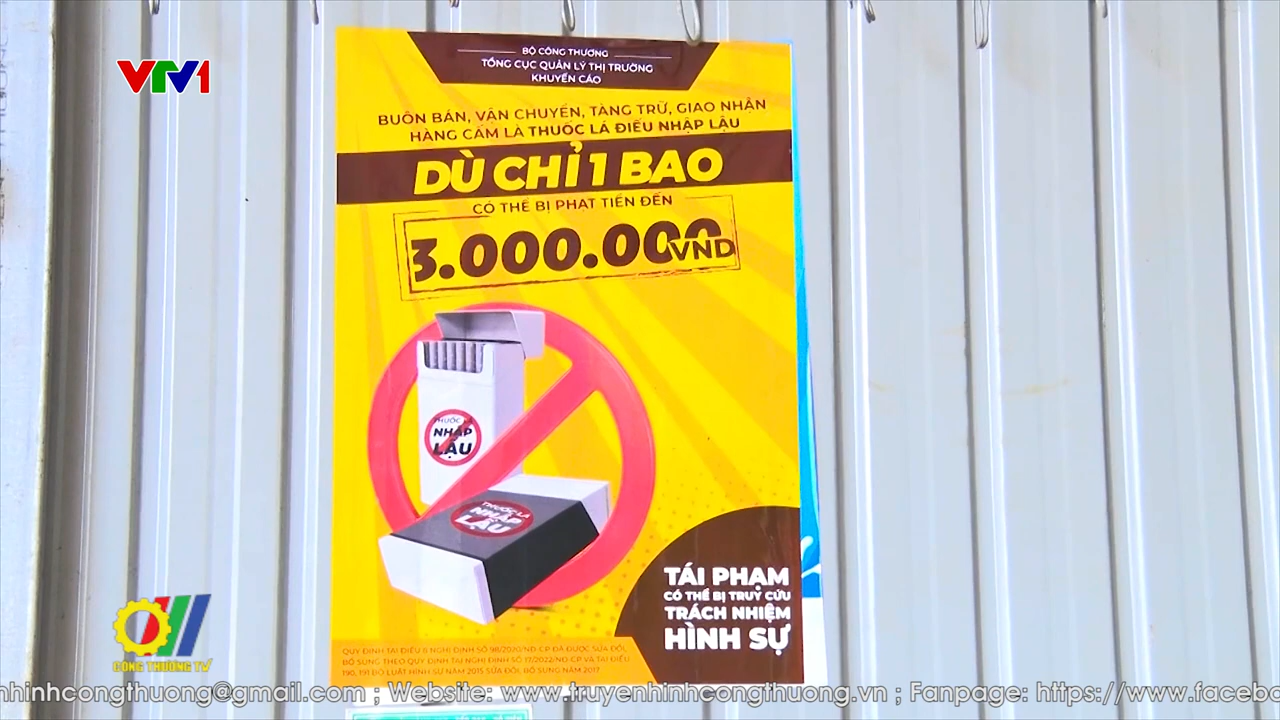 VTV1
BỘ CÔNG THƯƠNG
TỔNG CỤC QUẢN LÝ THỊ TRƯỜNG
KHUYẾN CÁO
BUÔN BÁN, VẬN CHUYỂN, TÀNG TRỮ, GIAO NHẬN
HÀNG CẤM LÀ THUỐC LÁ ĐIẾU NHẬP LẬU
DÙ CHỈ 1 BAO
CÓ THỂ BỊ PHẠT TIỀN ĐẾN
3.000.000 VND
THUỐC LÁ
NHẬP
LẬU
THUỐC LÁ
NHẬP
LẬU
TÁI PHẠM
CÓ THỂ BỊ TRUY CỨU
TRÁCH NHIỆM
HÌNH SỰ
QUY ĐỊNH TẠI ĐIỀU 8 NGHỊ ĐỊNH SỐ 98/2020/NĐ-CP ĐÃ ĐƯỢC SỬA ĐỔI,
BỔ SUNG THEO QUY ĐỊNH TẠI NGHỊ ĐỊNH SỐ 17/2022/NĐ-CP VÀ TẠI ĐIỀU
190, 191 BỘ LUẬT HÌNH SỰ NĂM 2015 SỬA ĐỔI, BỔ SUNG NĂM 2017
CÔNG THƯƠNG TV
nhinhcongthuong@gmail.com ; Website: www.truyenhinhcongthuong.vn ; Fanpage: https://www.facebo